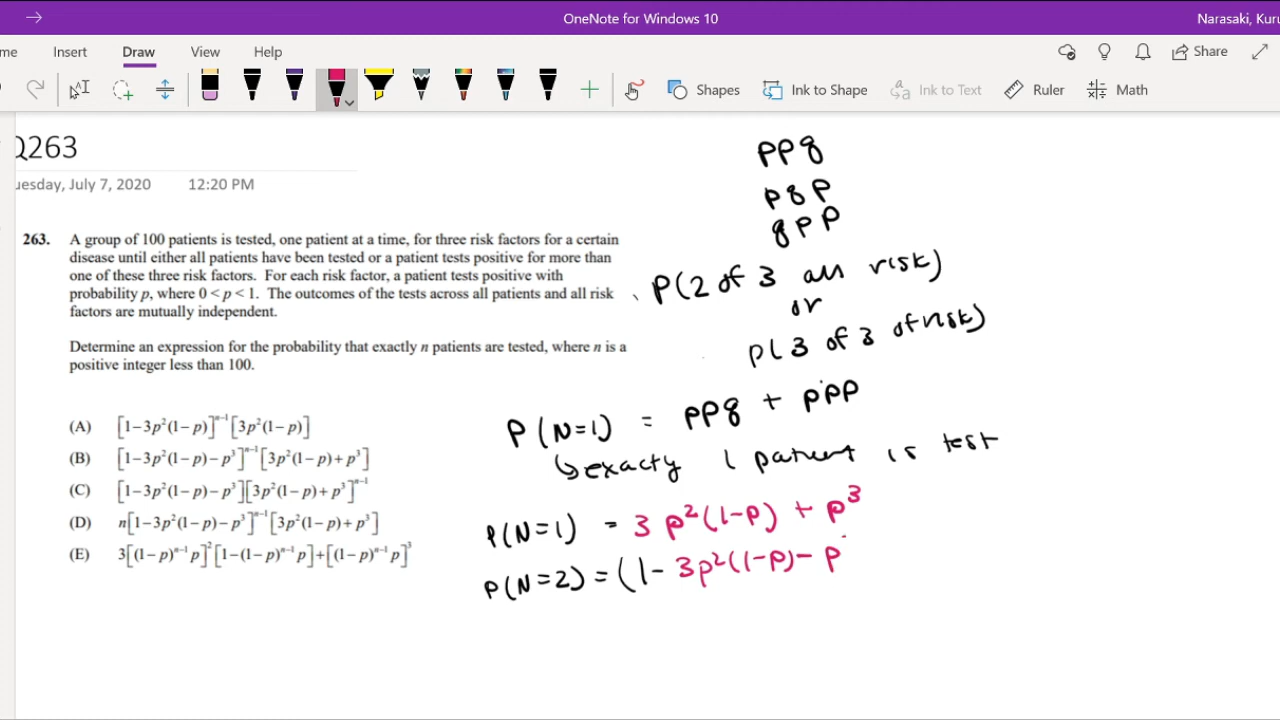 OneNote for Windows 10
Narasaki, Kuru
me Insert Draw View Help Share
Shapes Ink to Shape Ink to Text Ruler Math
Q263
uesday, July 7, 2020 12:20 PM
263. A group of 100 patients is tested, one patient at a time, for three risk factors for a certain
disease until either all patients have been tested or a patient tests positive for more than
one of these three risk factors. For each risk factor, a patient tests positive with
probability p, where 0 < p < 1. The outcomes of the tests across all patients and all risk
factors are mutually independent.
Determine an expression for the probability that exactly n patients are tested, where n is a
positive integer less than 100.
(A) [1−3p²(1−p)]ⁿ⁻¹[3p²(1−p)]
(B) [1−3p²(1−p)−p³]ⁿ⁻¹[3p²(1−p)+p³]
(C) [1−3p²(1−p)−p³][3p²(1−p)+p³]ⁿ⁻¹
(D) n[1−3p²(1−p)−p³]ⁿ⁻¹[3p²(1−p)+p³]
(E) 3[(1−p)ⁿ⁻¹p]²[1−(1−p)ⁿ⁻¹p]+[(1−p)ⁿ⁻¹p]³
ppq
pqp
qpp
P(2 of 3 risk)
or
P(3 of 3 of risk)
P(N=1) = ppq + ppp
↳exacty 1 patient is test
P(N=1) = 3p²(1-p) + p³
P(N=2) = (1-3p²(1-p)-p